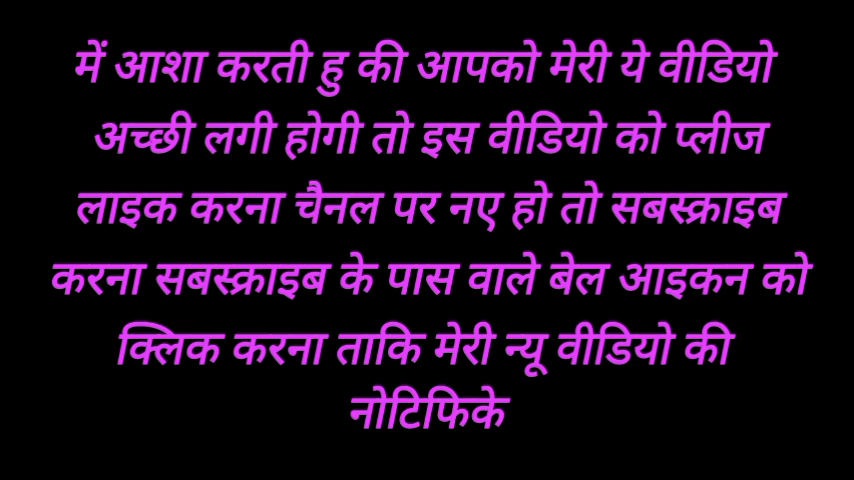 में आशा करती हु की आपको मेरी ये वीडियो
अच्छी लगी होगी तो इस वीडियो को प्लीज
लाइक करना चैनल पर नए हो तो सबस्क्राइब
करना सबस्क्राइब के पास वाले बेल आइकन को
क्लिक करना ताकि मेरी न्यू वीडियो की
नोटिफिके